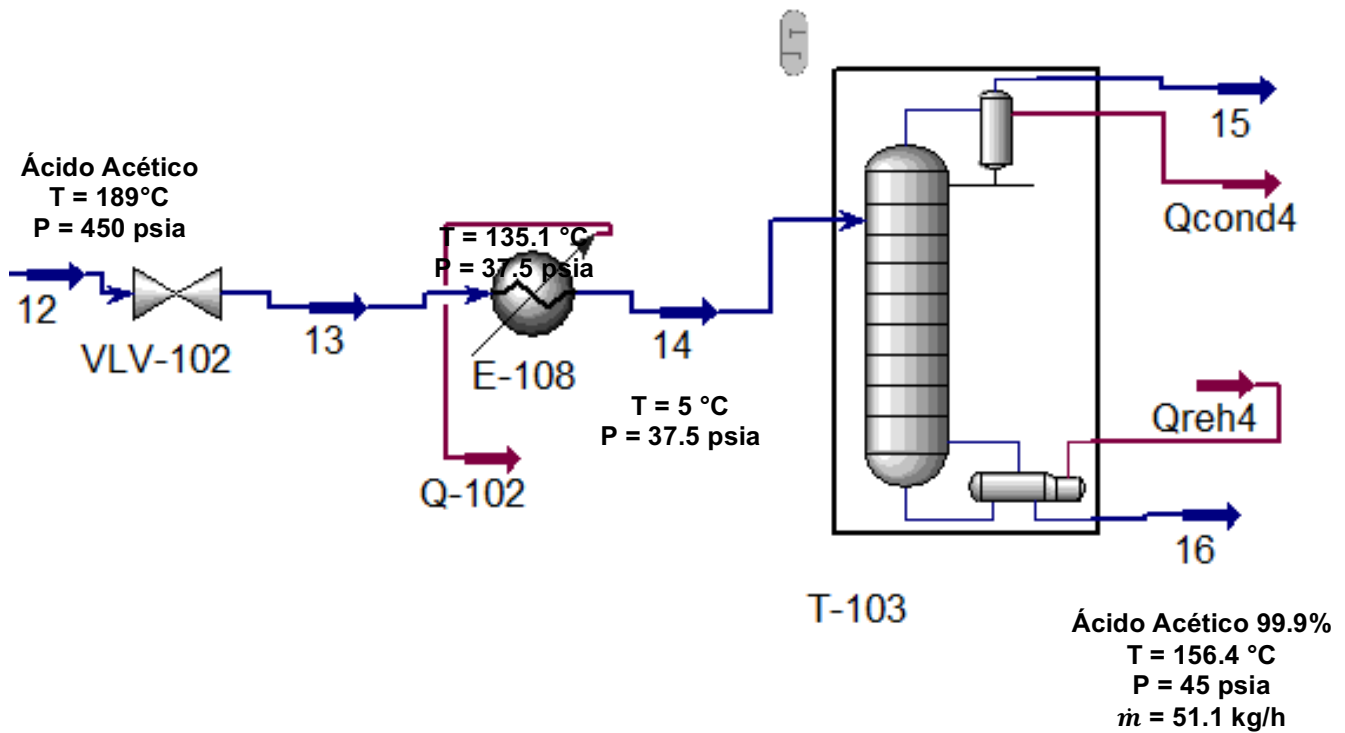 Ácido Acético
T = 189°C
P = 450 psia
12
VLV-102
13
T = 135.1 °C
P = 37.5 psia
E-108
14
T = 5 °C
P = 37.5 psia
Q-102
15
Qcond4
Qreh4
16
T-103
Ácido Acético 99.9%
T = 156.4 °C
P = 45 psia
ṁ = 51.1 kg/h